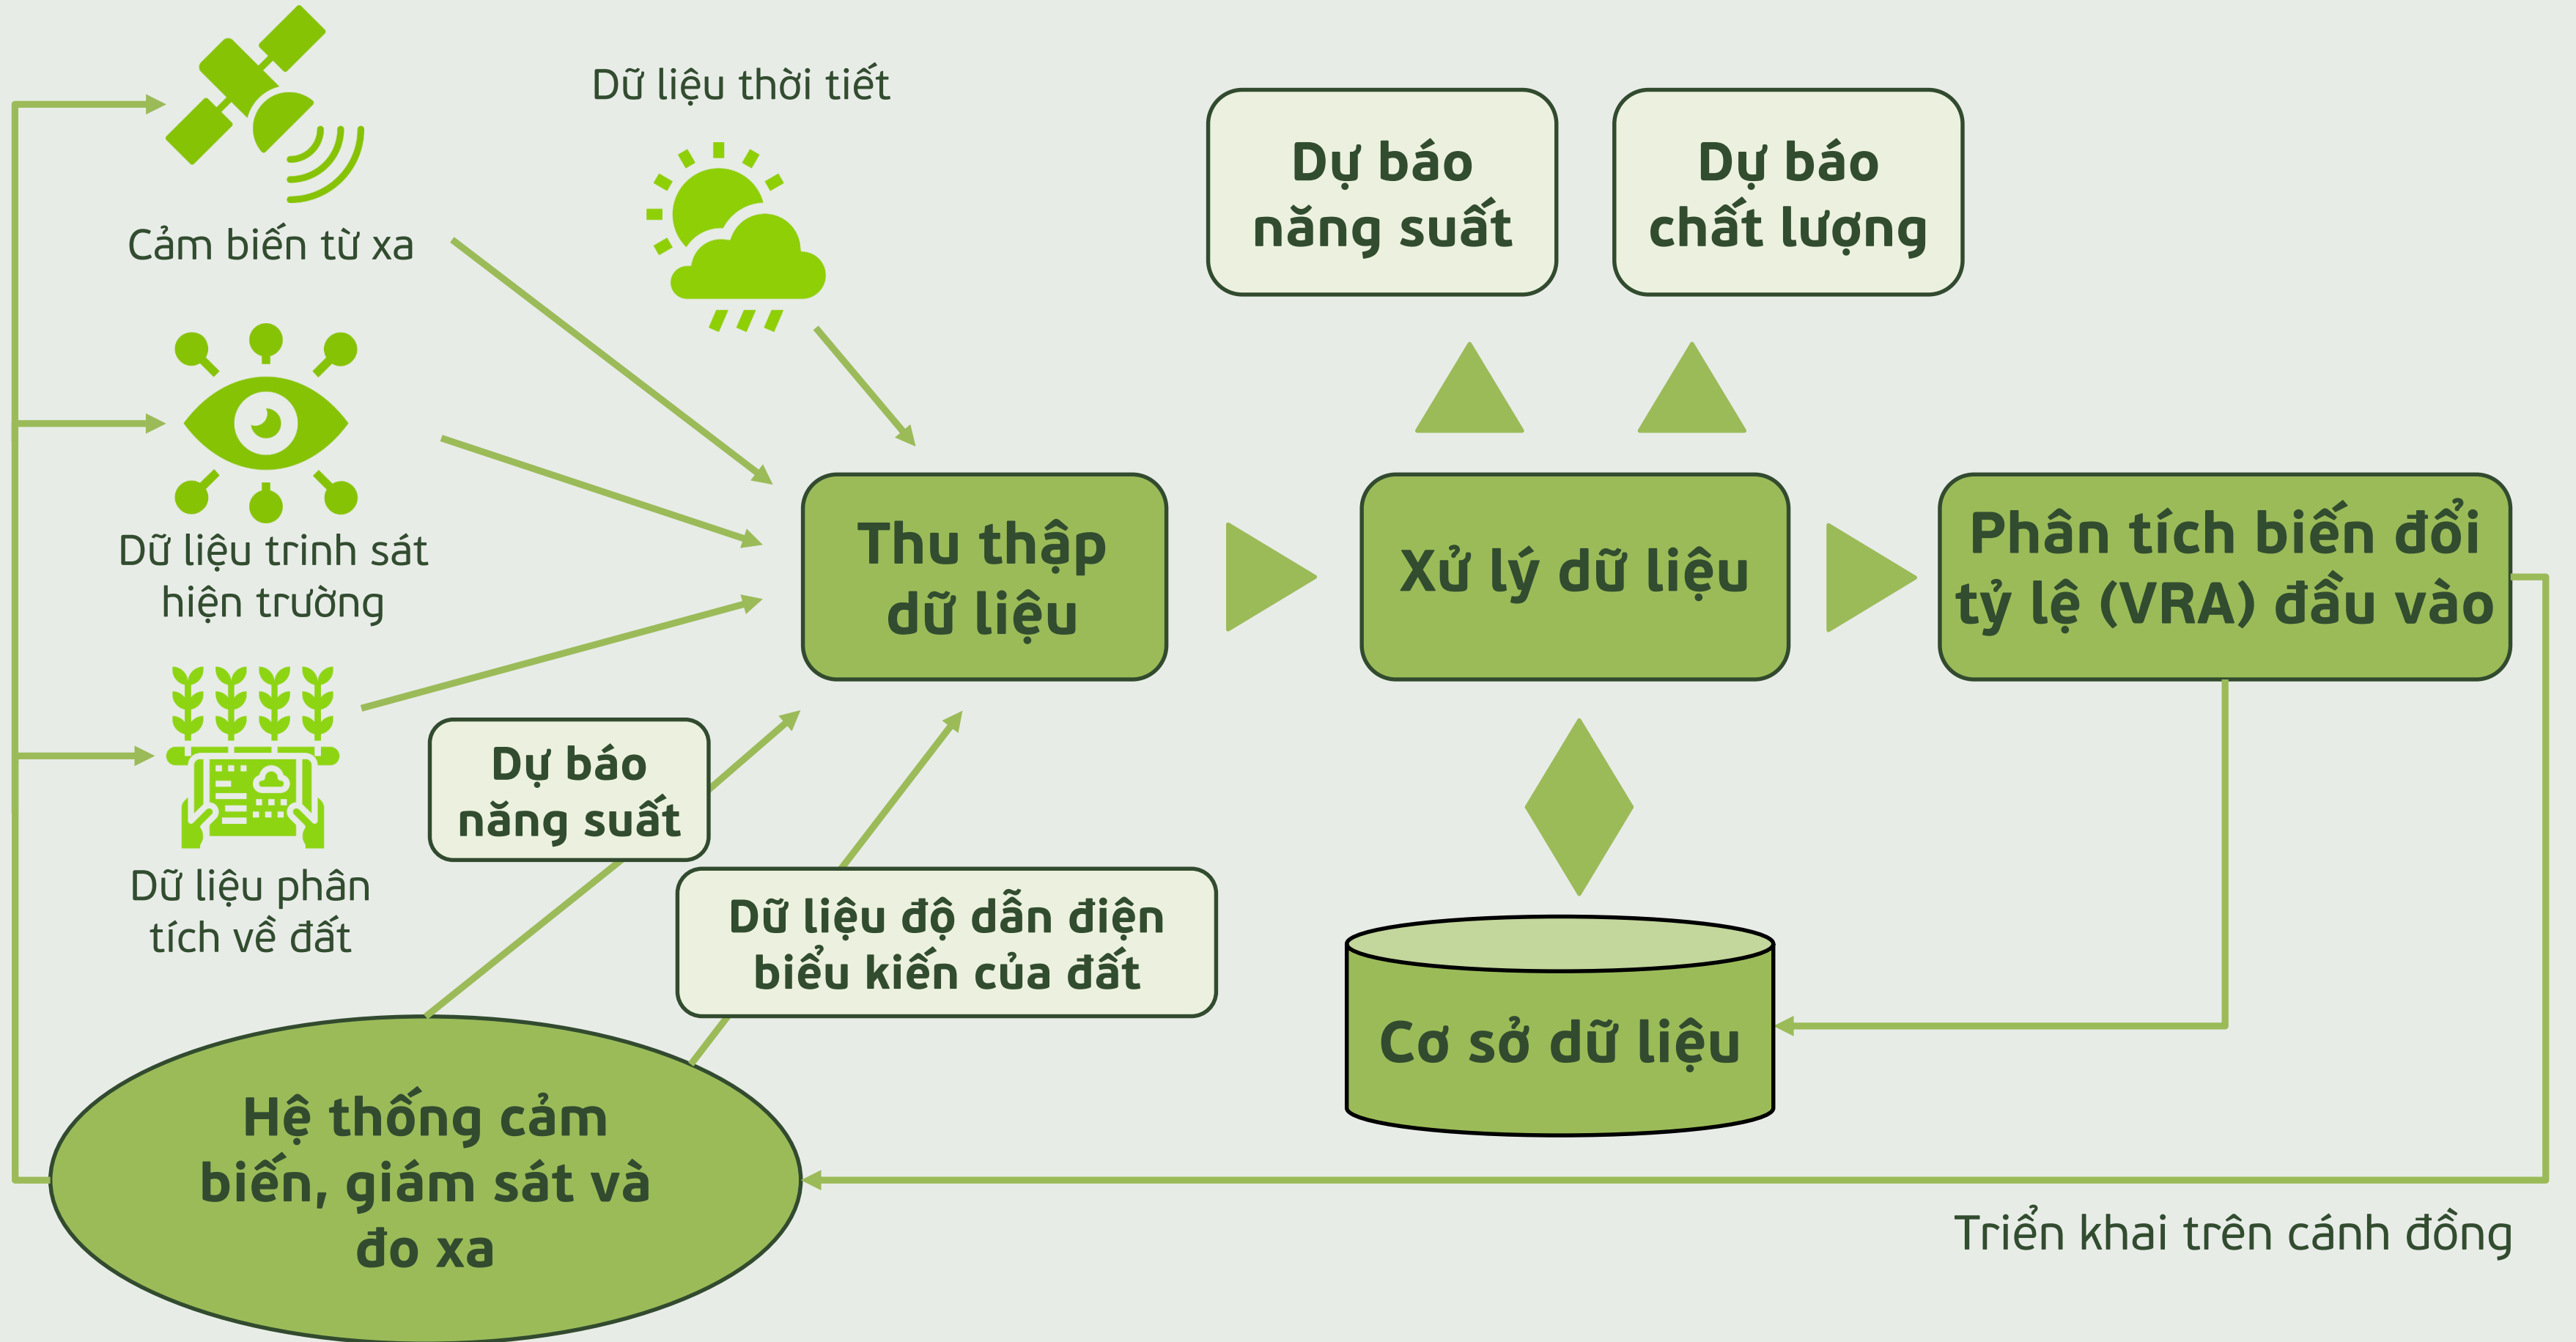 Dữ liệu thời tiết
Cảm biến từ xa
Dữ liệu trinh sát
hiện trường
Dữ liệu phân
tích về đất
Dự báo
năng suất
Dự báo
chất lượng
Thu thập
dữ liệu
Xử lý dữ liệu
Phân tích biến đổi
tỷ lệ (VRA) đầu vào
Dự báo
năng suất
Dữ liệu độ dẫn điện
biểu kiến của đất
Cơ sở dữ liệu
Hệ thống cảm
biến, giám sát và
đo xa
Triển khai trên cánh đồng